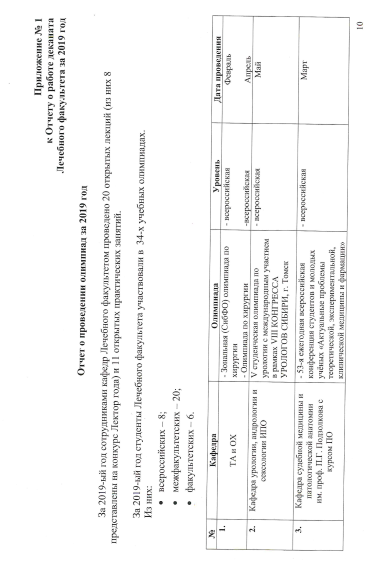 Приложение № 1
к Отчету о работе деканата
Лечебного факультета за 2019 год
Отчет о проведении олимпиад за 2019 год
За 2019-ый год сотрудниками кафедр Лечебного факультетом проведено 20 открытых лекций (из них 8
представлены на конкурс Лектор года) и 11 открытых практических занятий.
За 2019-ый год студенты Лечебного факультета участвовали в 34-х учебных олимпиадах.
Из них:
• всероссийских – 8;
• межфакультетских – 20;
• факультетских – 6.
№ Кафедра Олимпиада Уровень Дата проведения
1. ТА и ОХ
- Зональная (СибФО) олимпиада по
хирургии
- Олимпиада по хирургии
- всероссийская
-всероссийская
Февраль
Апрель
2. Кафедра урологии, андрологии и
сексологии ИПО
V студенческая олимпиада по
урологии с международным участием
в рамках VIII КОНГРЕССА
УРОЛОГОВ СИБИРИ, г. Томск
- всероссийская
Май
3. Кафедра судебной медицины и
патологической анатомии
им. проф. П.Г. Подзолкова с
курсом ПО
- 53-я ежегодная всероссийская
конференция студентов и молодых
учёных «Актуальные проблемы
теоретической, экспериментальной,
клинической медицины и фармации»
- всероссийская
Март
10